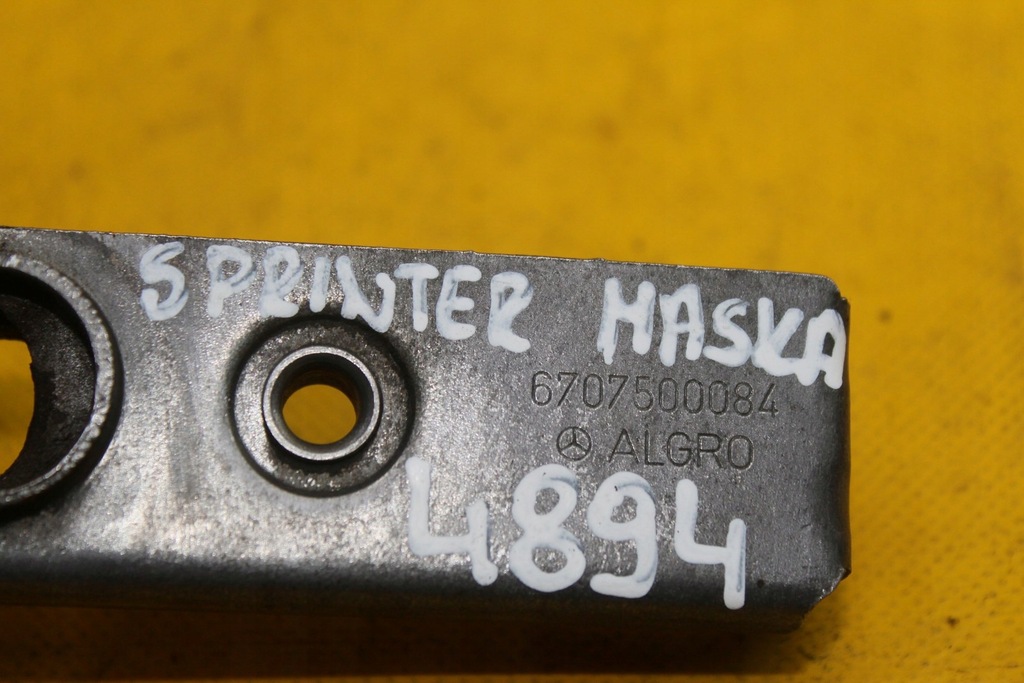 SPRINTER MASKA
6707500084
ALGRO
4894